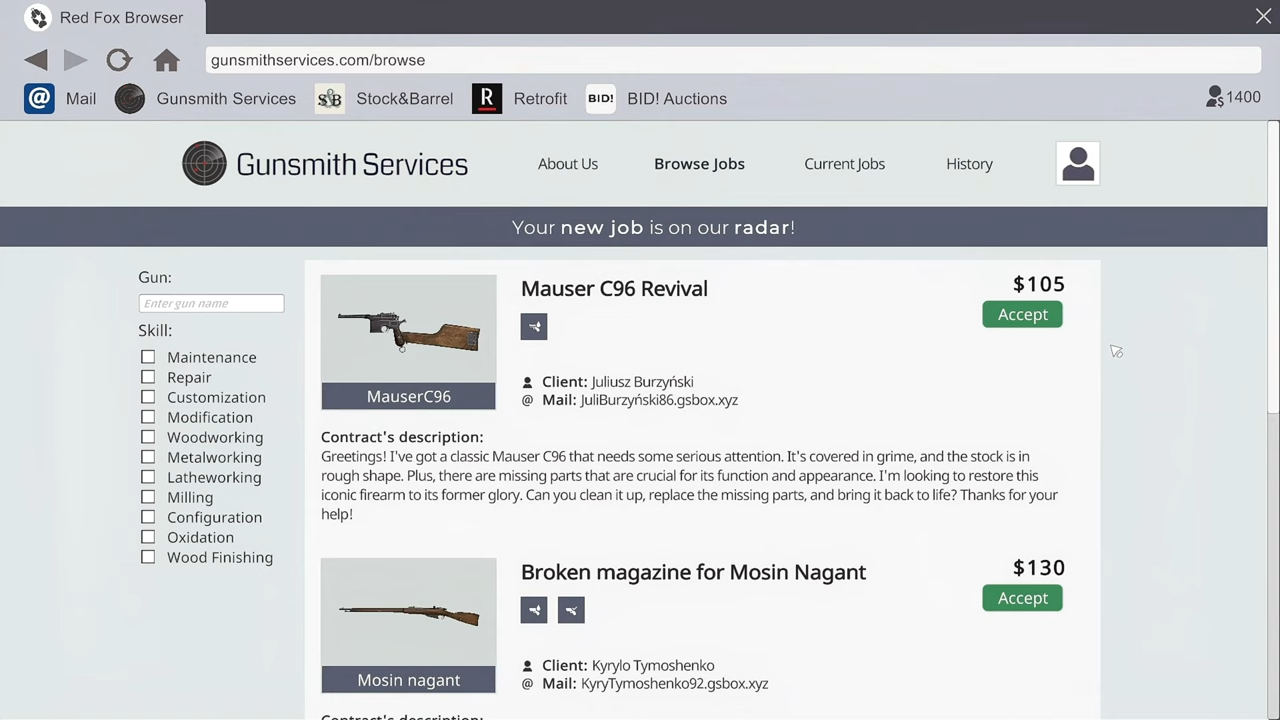 Red Fox Browser
gunsmithservices.com/browse
@ Mail Gunsmith Services S&B Stock&Barrel R Retrofit BID! BID! Auctions $ 1400
Gunsmith Services About Us Browse Jobs Current Jobs History
Your new job is on our radar!
Gun:
Enter gun name
Skill:
Maintenance
Repair
Customization
Modification
Woodworking
Metalworking
Latheworking
Milling
Configuration
Oxidation
Wood Finishing
Mauser C96 Revival
$105
Accept
MauserC96
Client: Juliusz Burzyński
@ Mail: JuliBurzyński86.gsbox.xyz
Contract's description:
Greetings! I've got a classic Mauser C96 that needs some serious attention. It's covered in grime, and the stock is in
rough shape. Plus, there are missing parts that are crucial for its function and appearance. I'm looking to restore this
iconic firearm to its former glory. Can you clean it up, replace the missing parts, and bring it back to life? Thanks for your
help!
Broken magazine for Mosin Nagant
$130
Accept
Mosin nagant
Client: Kyrylo Tymoshenko
@ Mail: KyryTymoshenko92.gsbox.xyz
Contract's description: